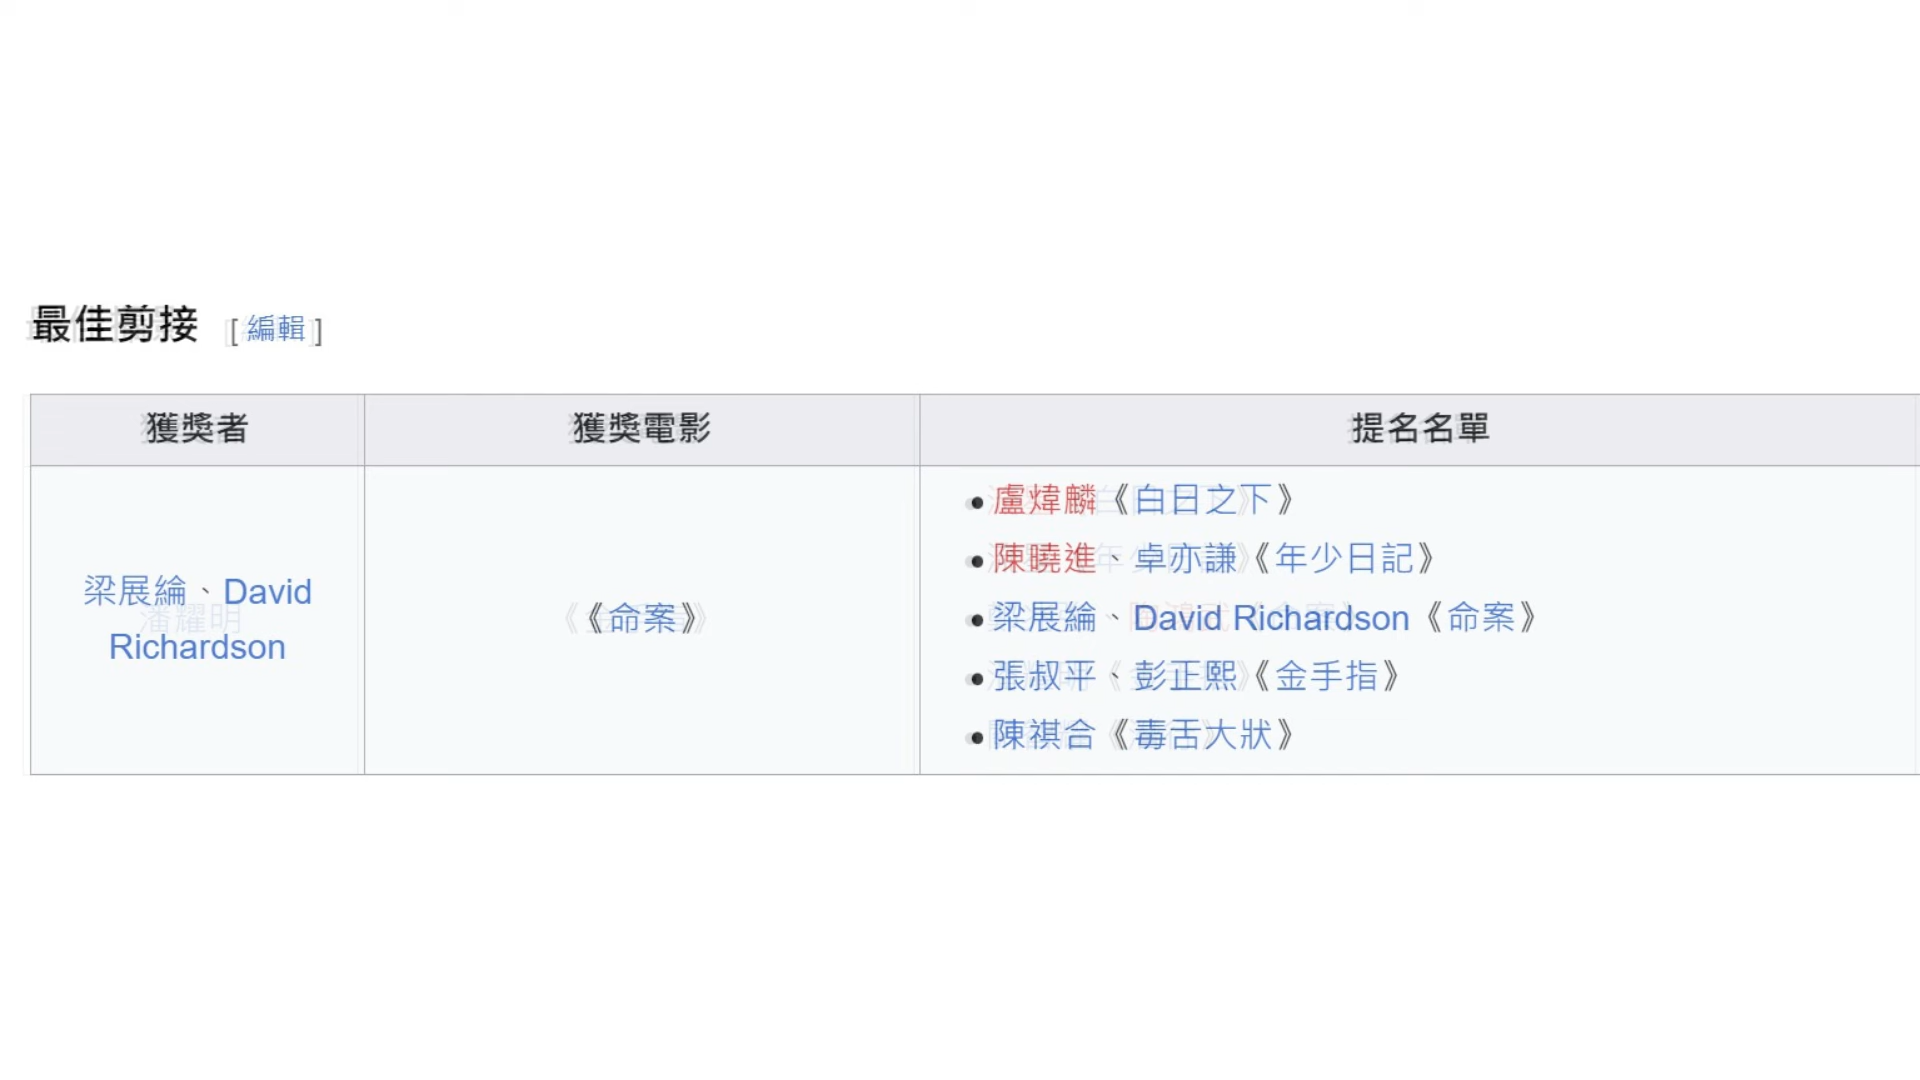 最佳剪接 [編輯]
獲獎者 獲獎電影 提名名單
盧煒麟《白日之下》
陳曉進、卓亦謙《年少日記》
梁展綸、David
Richardson
《命案》
梁展綸、David Richardson《命案》
張叔平、彭正熙《金手指》
陳祺合《毒舌大狀》